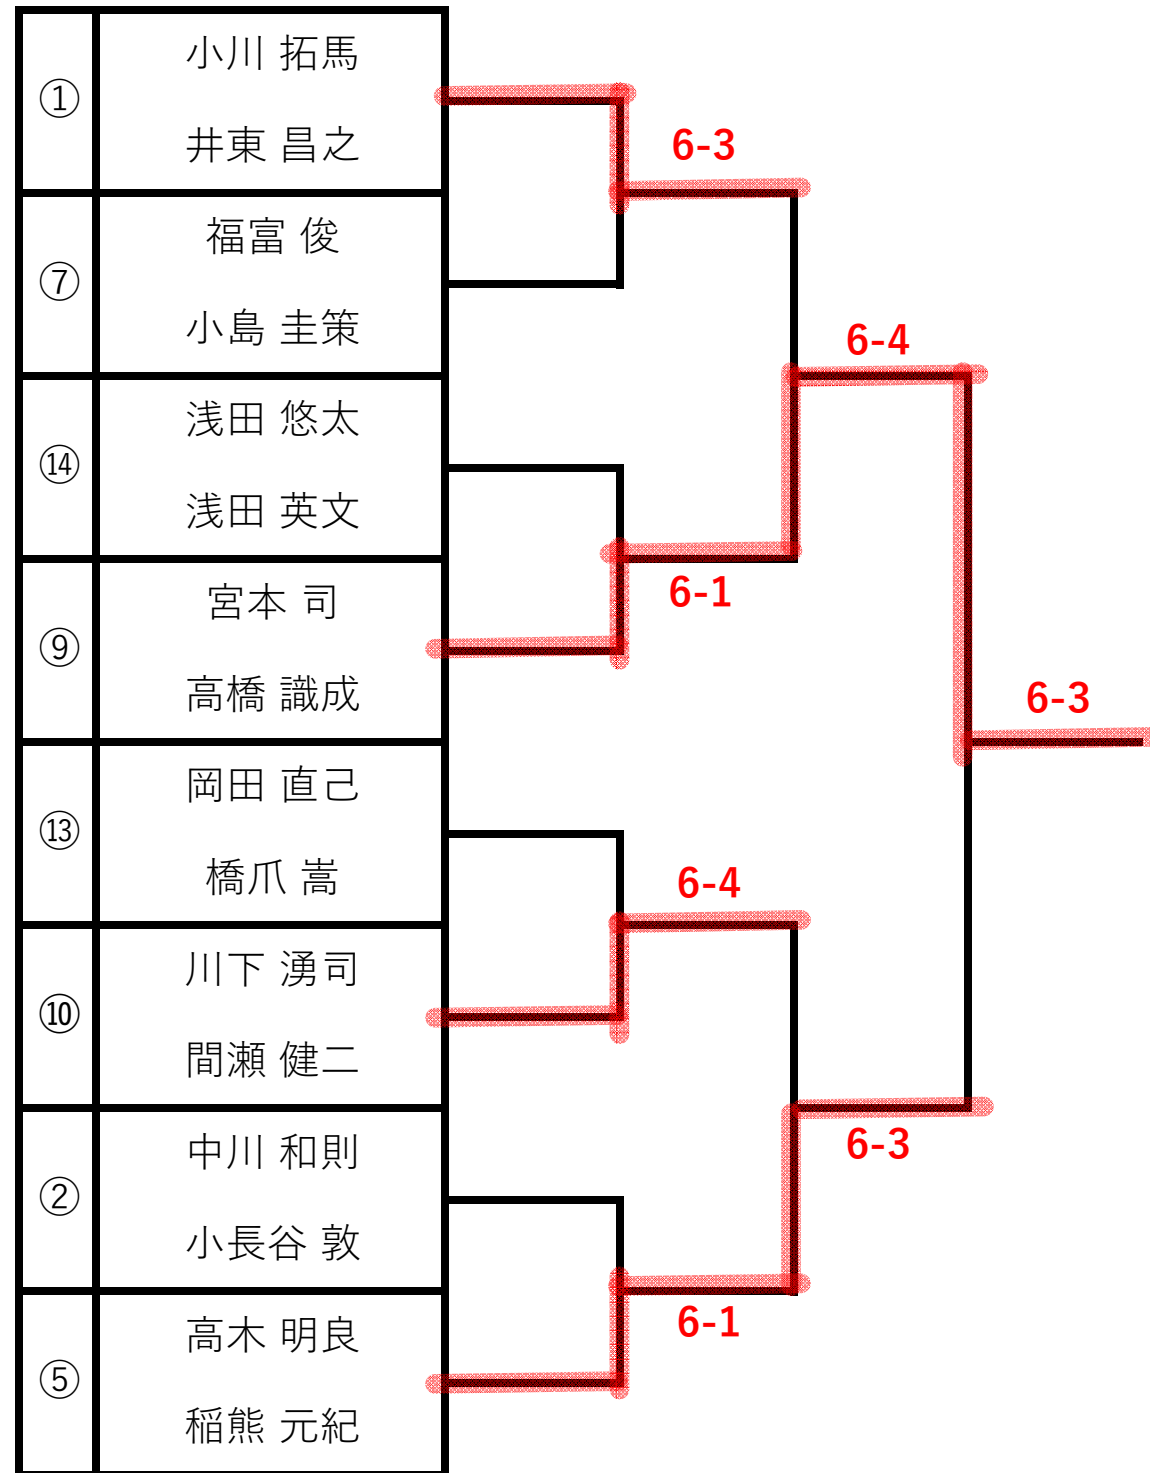 ①
小川 拓馬
井東 昌之
6-3
⑦
福富 俊
小島 圭策
6-4
⑭
浅田 悠太
浅田 英文
6-1
⑨
宮本 司
高橋 識成
6-3
⑬
岡田 直己
橋爪 嵩
6-4
⑩
川下 湧司
間瀬 健二
6-3
②
中川 和則
小長谷 敦
6-1
⑤
高木 明良
稲熊 元紀